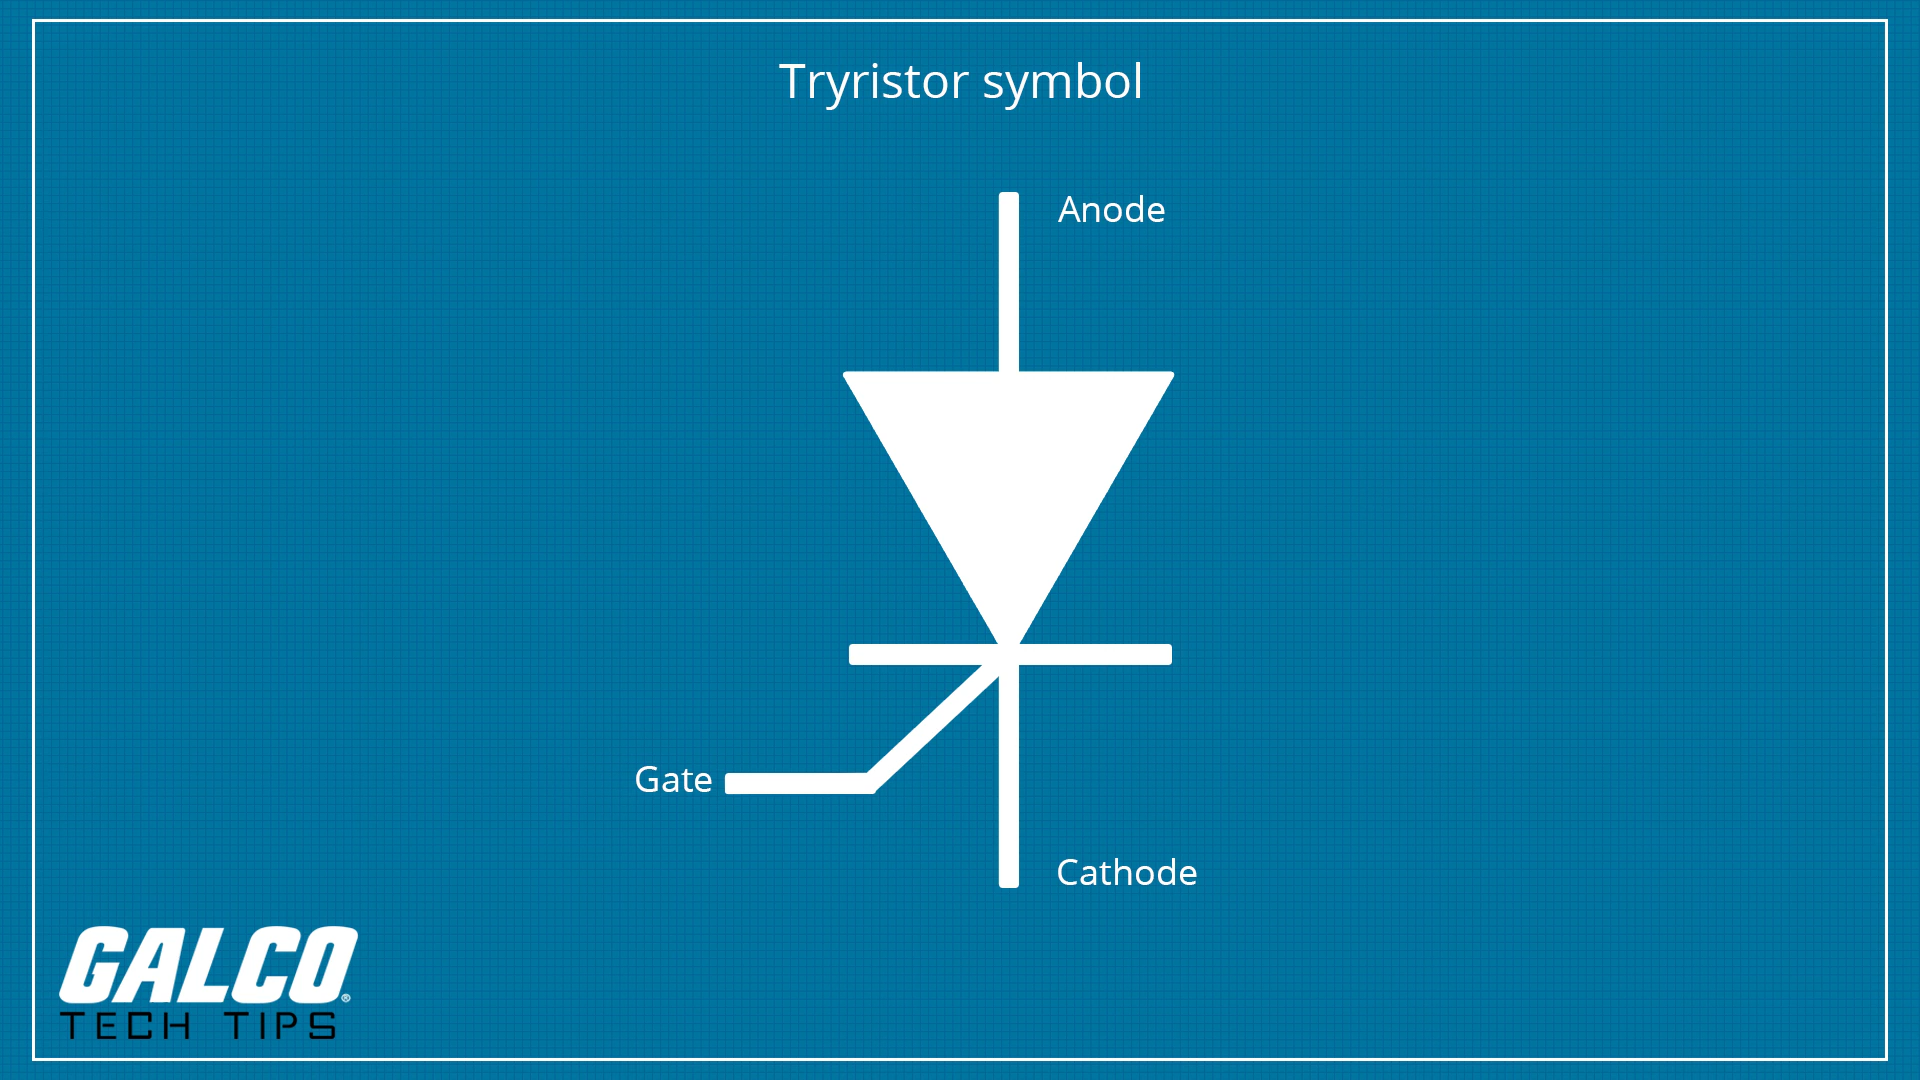 Tryristor symbol
Anode
Gate
Cathode
GALCO®
TECH TIPS